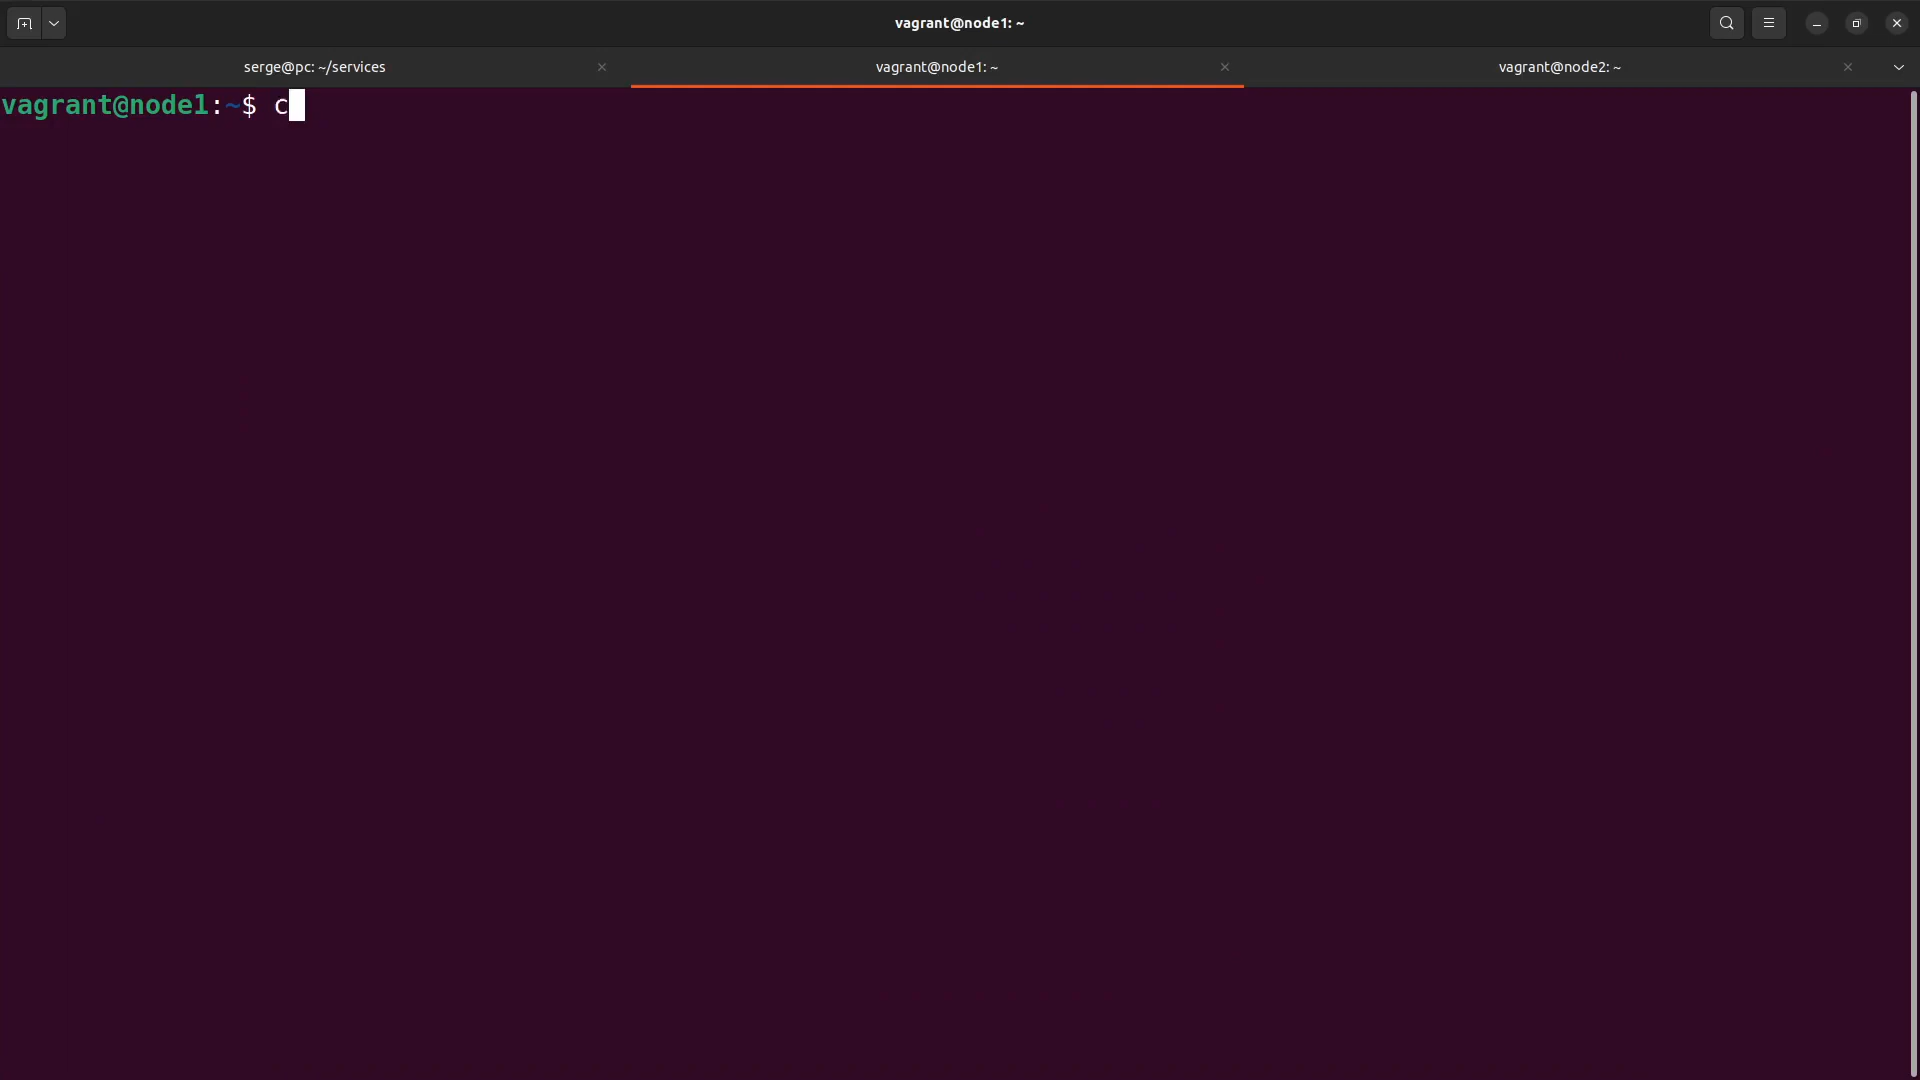 vagrant@node1: ~
serge@pc: ~/services
vagrant@node1: ~
vagrant@node2: ~
vagrant@node1:~$ c